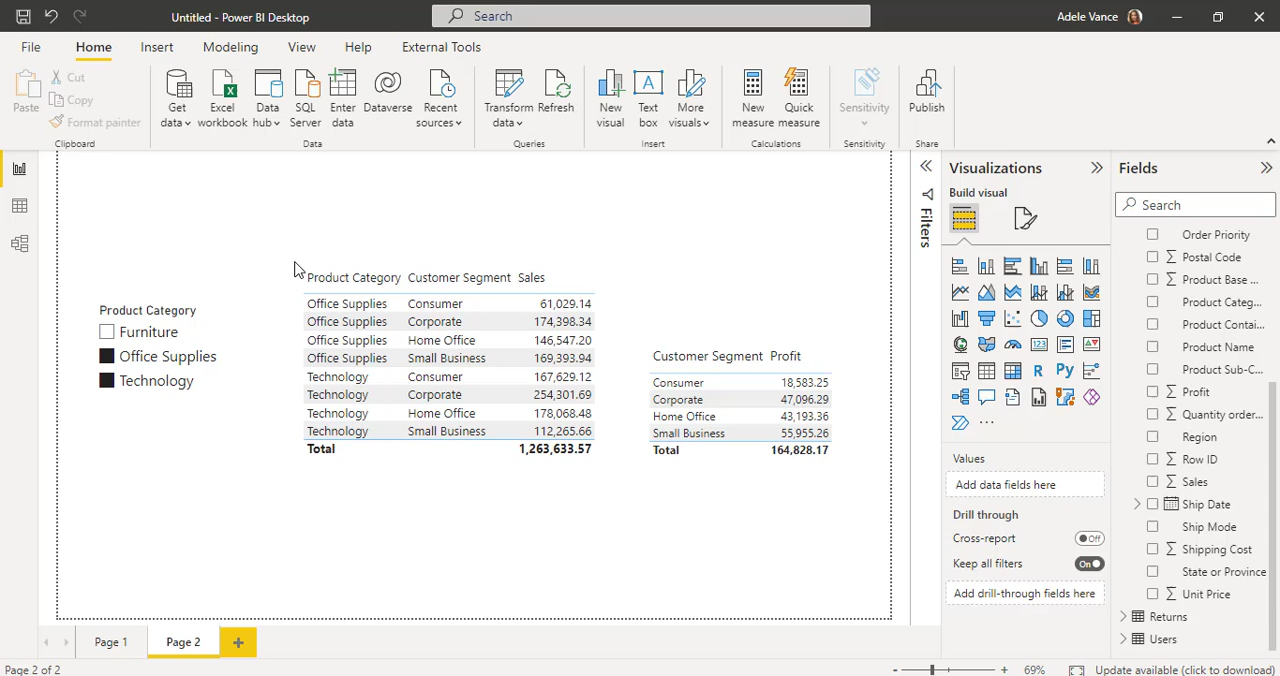 Untitled - Power BI Desktop
Search
Adele Vance
File Home Insert Modeling View Help External Tools
Paste
Cut
Copy
Format painter
Clipboard
Get data
Excel workbook
Data hub
SQL Server
Enter data
Dataverse
Recent sources
Data
Transform data
Refresh
Queries
New visual
Text box
More visuals
Insert
New measure
Quick measure
Calculations
Sensitivity
Sensitivity
Publish
Share
Product Category
Furniture
Office Supplies
Technology
Product Category Customer Segment Sales
Office Supplies Consumer 61,029.14
Office Supplies Corporate 174,398.34
Office Supplies Home Office 146,547.20
Office Supplies Small Business 169,393.94
Technology Consumer 167,629.12
Technology Corporate 254,301.69
Technology Home Office 178,068.48
Technology Small Business 112,265.66
Total 1,263,633.57
Customer Segment Profit
Consumer 18,583.25
Corporate 47,096.29
Home Office 43,193.36
Small Business 55,955.26
Total 164,828.17
Filters
Visualizations
Build visual
123
R
Py
Values
Add data fields here
Drill through
Cross-report
Off
Keep all filters
On
Add drill-through fields here
Fields
Search
Order Priority
Postal Code
Product Base ...
Product Categ...
Product Contai...
Product Name
Product Sub-C...
Profit
Quantity order...
Region
Row ID
Sales
Ship Date
Ship Mode
Shipping Cost
State or Province
Unit Price
Returns
Users
Page 1
Page 2
Page 2 of 2
69%
Update available (click to download)